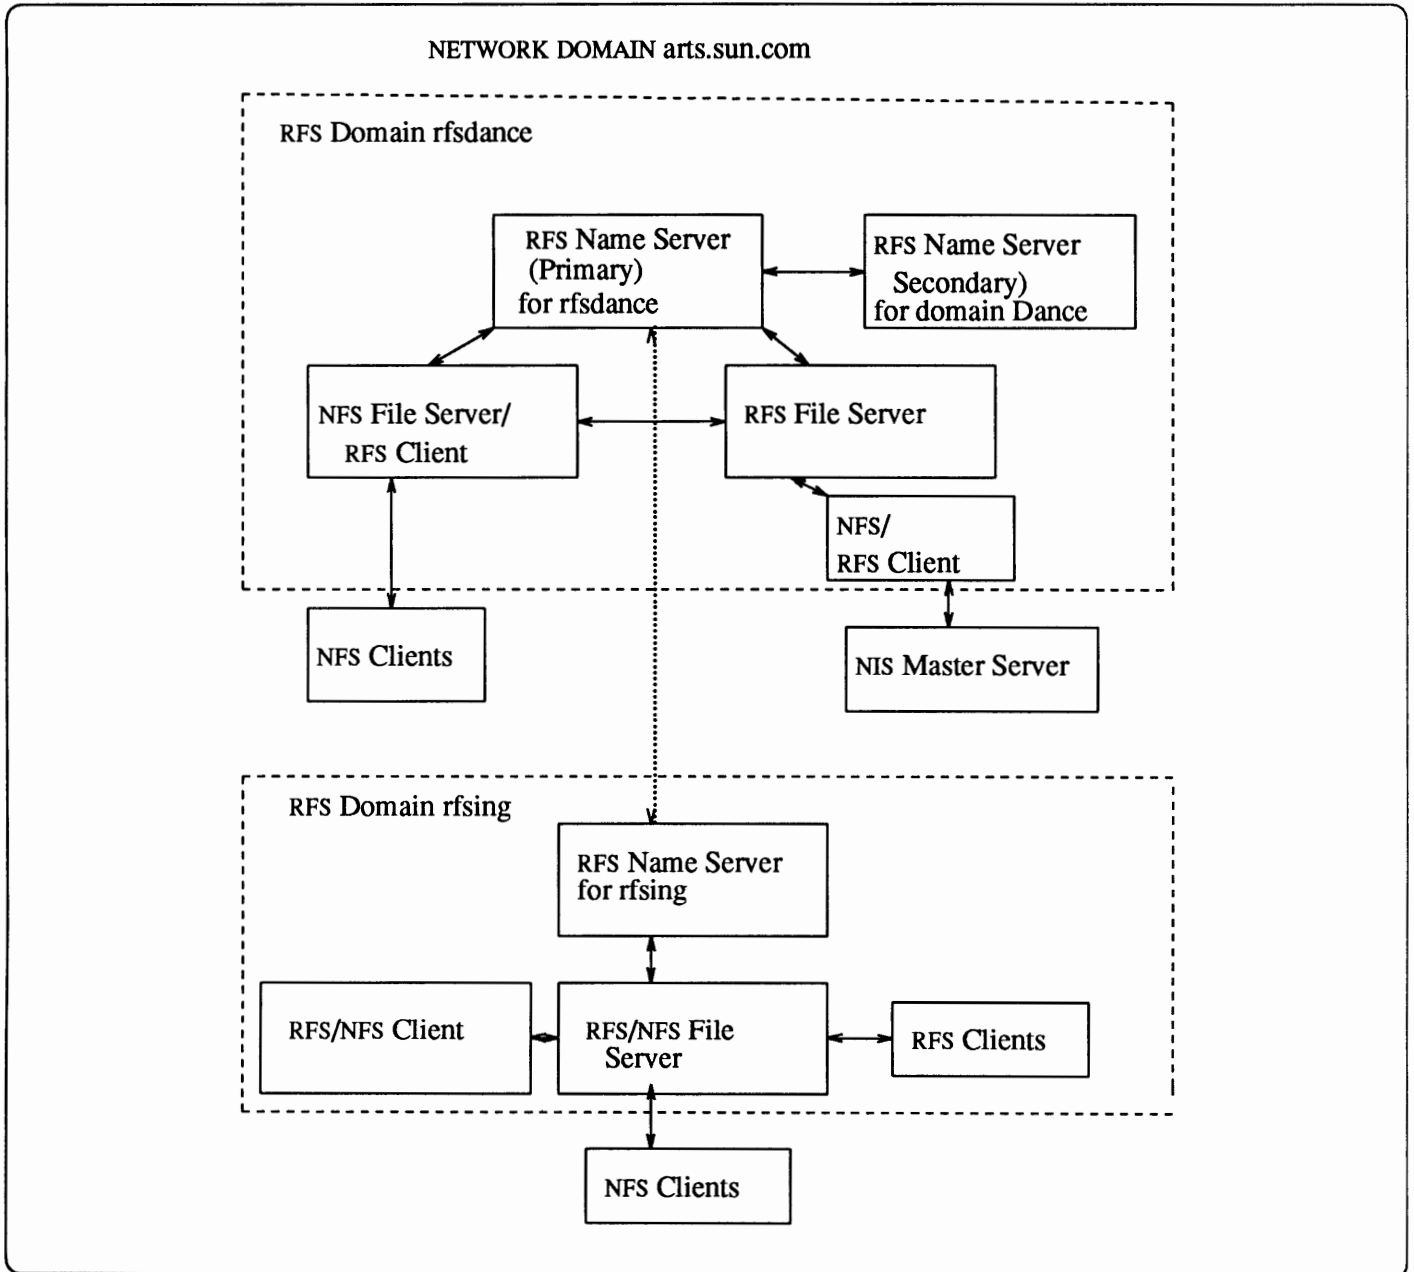 NETWORK DOMAIN arts.sun.com
RFS Domain rfsdance
RFS Name Server
(Primary)
for rfsdance
RFS Name Server
Secondary)
for domain Dance
NFS File Server/
RFS Client
RFS File Server
NFS/
RFS Client
NFS Clients
NIS Master Server
RFS Domain rfsing
RFS Name Server
for rfsing
RFS/NFS Client
RFS/NFS File
Server
RFS Clients
NFS Clients